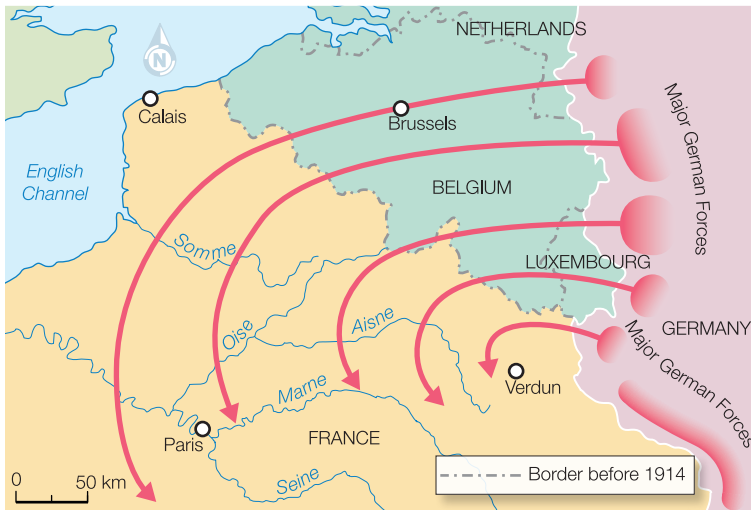 NETHERLANDS
N
Calais
Brussels
Major German Forces
English
Channel
BELGIUM
Somme
LUXEMBOURG
Oise
Aisne
GERMANY
Major German Forces
Verdun
Marne
Paris
FRANCE
Seine
0 50 km
Border before 1914